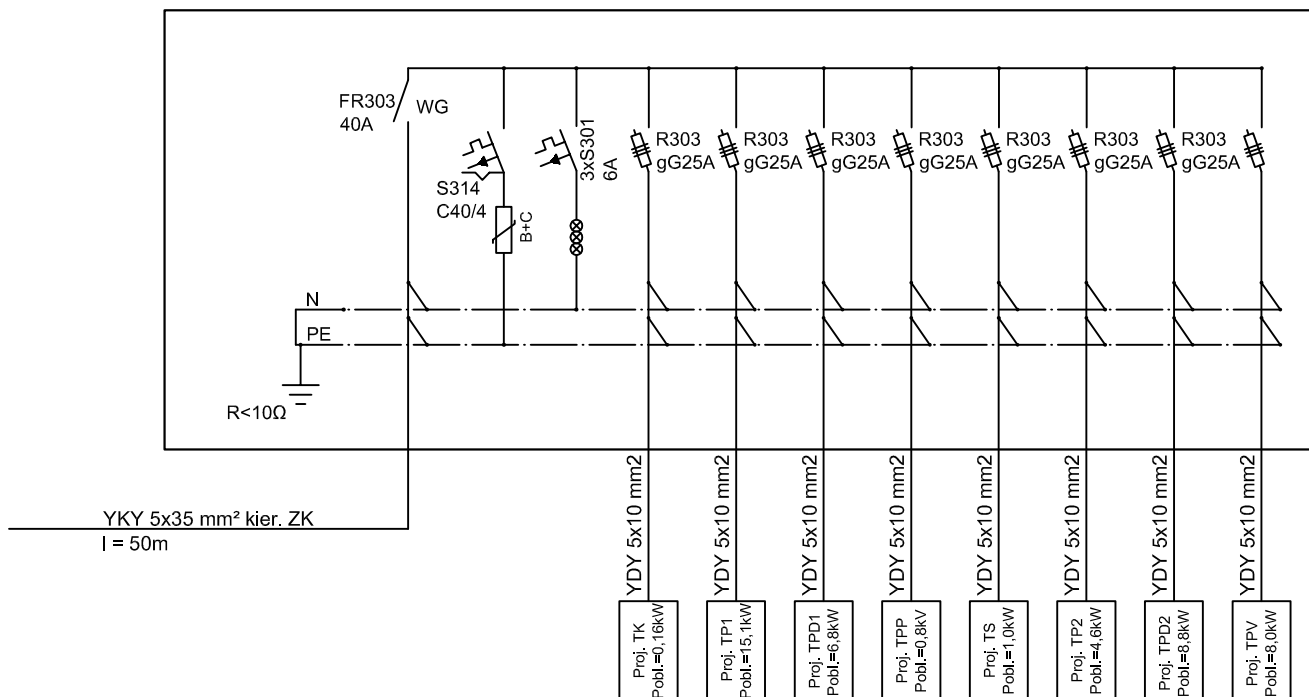 FR303
40A
WG
S314
C40/4
B+C
3xS301
6A
R303
gG25A
R303
gG25A
R303
gG25A
R303
gG25A
R303
gG25A
R303
gG25A
R303
gG25A
N
PE
R<10Ω
YKY 5x35 mm² kier. ZK
l = 50m
YDY 5x10 mm2
YDY 5x10 mm2
YDY 5x10 mm2
YDY 5x10 mm2
YDY 5x10 mm2
YDY 5x10 mm2
YDY 5x10 mm2
YDY 5x10 mm2
Proj. TK
Pobl.=0,16kW
Proj. TP1
Pobl.=15,1kW
Proj. TPD1
Pobl.=6,8kW
Proj. TPP
Pobl.=0,8kV
Proj. TS
Pobl.=1,0kW
Proj. TP2
Pobl.=4,6kW
Proj. TPD2
Pobl.=8,8kW
Proj. TPV
Pobl.=8,0kW